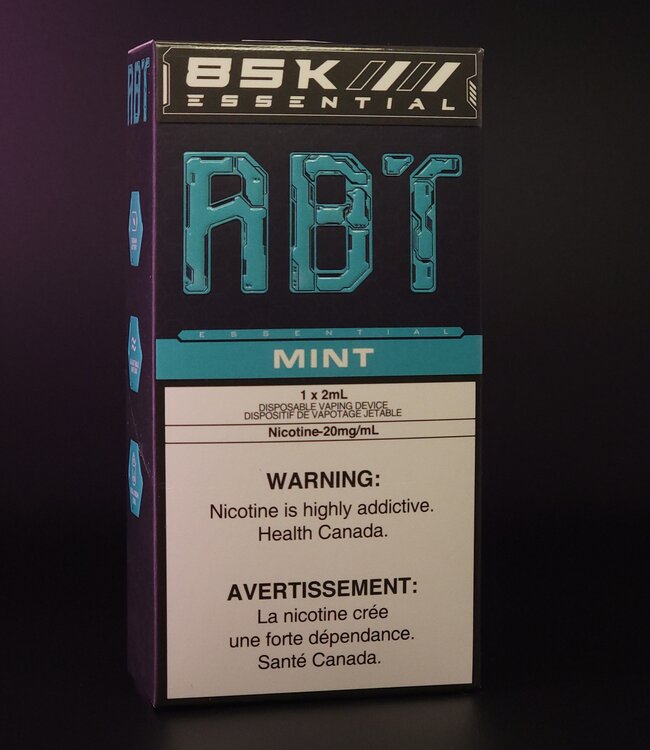 85K
ESSENTIAL
RBT
RBT
ESSENTIAL
MINT
1 x 2mL
DISPOSABLE VAPING DEVICE
DISPOSITIF DE VAPOTAGE JETABLE
Nicotine-20mg/mL
WARNING:
Nicotine is highly addictive.
Health Canada.
AVERTISSEMENT:
La nicotine crée
une forte dépendance.
Santé Canada.